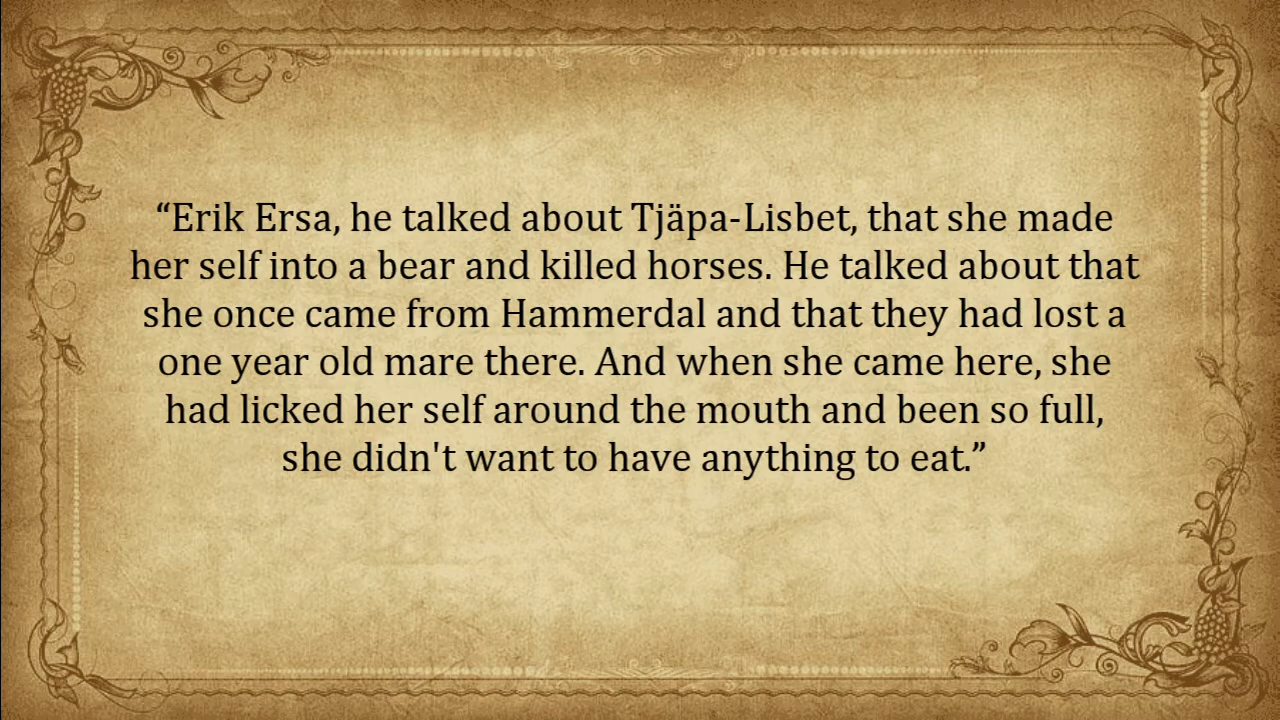 “Erik Ersa, he talked about Tjäpa-Lisbet, that she made
her self into a bear and killed horses. He talked about that
she once came from Hammerdal and that they had lost a
one year old mare there. And when she came here, she
had licked her self around the mouth and been so full,
she didn't want to have anything to eat.”